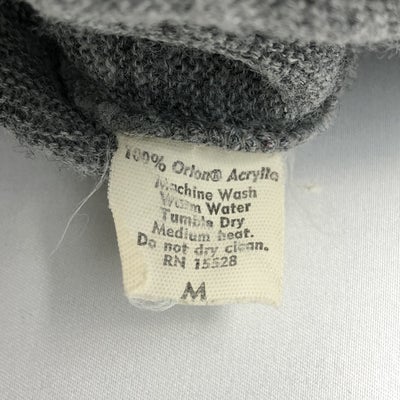 100% Orlon® Acrylic
Machine Wash
Warm Water
Tumble Dry
Medium heat.
Do not dry clean.
RN 15528
M